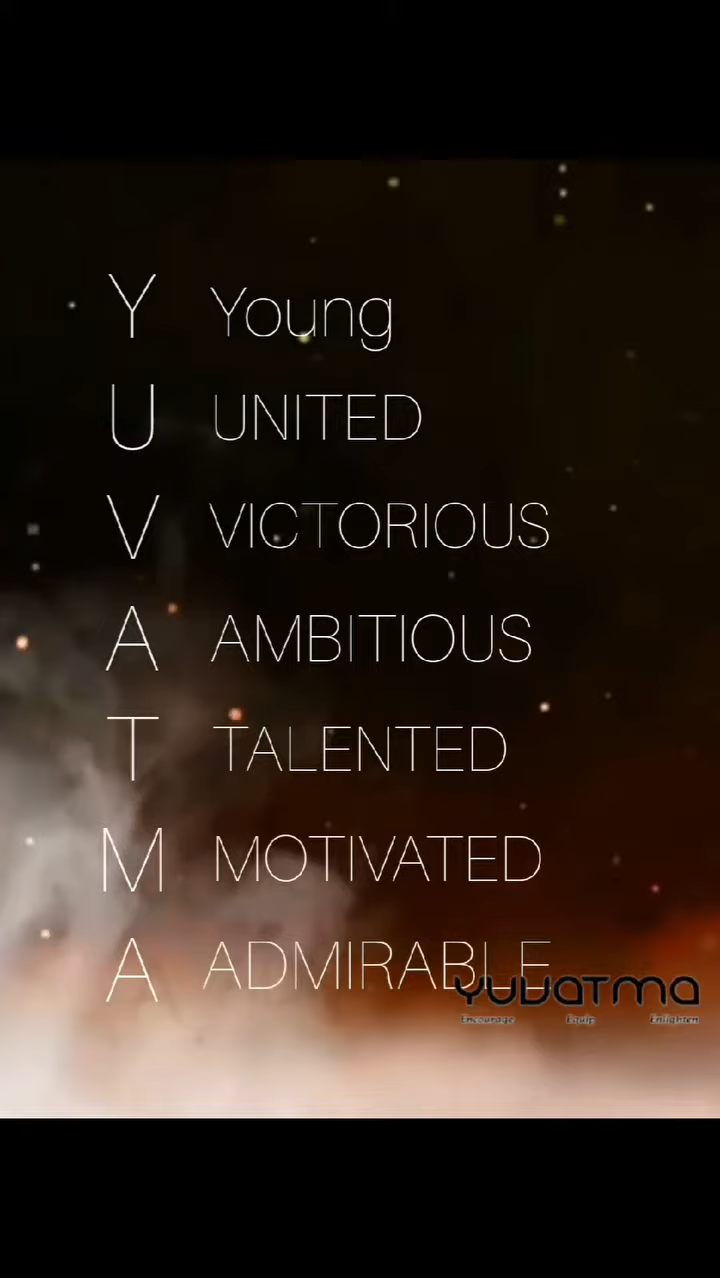 Y Young
U UNITED
V VICTORIOUS
A AMBITIOUS
T TALENTED
M MOTIVATED
A ADMIRABLE
YUVATMA
Encourage Equip Enlighten